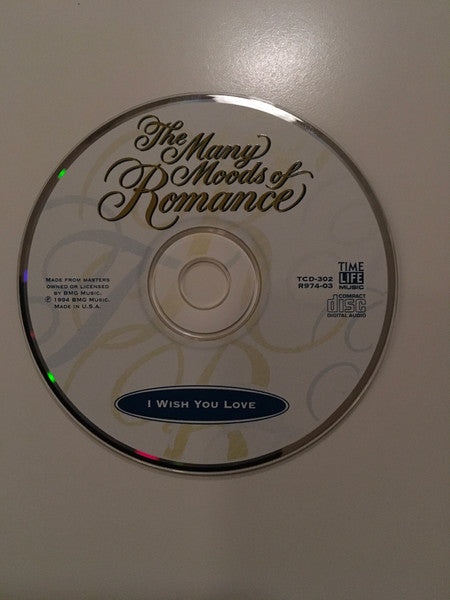 The Many
Moods of
Romance
MADE FROM MASTERS
OWNED OR LICENSED
BY BMG MUSIC.
℗ 1994 BMG MUSIC.
MADE IN U.S.A.
TCD-302
R974-03
TIME
LIFE
MUSIC
COMPACT
disc
DIGITAL AUDIO
I WISH YOU LOVE